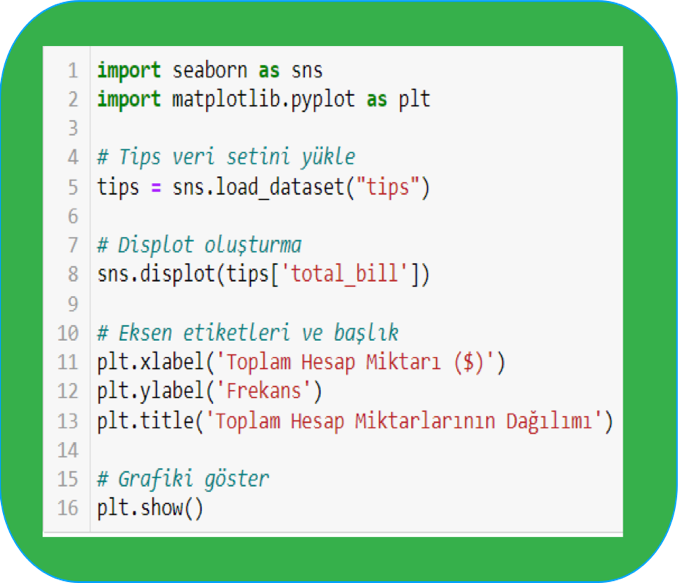 1 import seaborn as sns
2 import matplotlib.pyplot as plt
3
4 # Tips veri setini yükle
5 tips = sns.load_dataset("tips")
6
7 # Displot oluşturma
8 sns.displot(tips['total_bill'])
9
10 # Eksen etiketleri ve başlık
11 plt.xlabel('Toplam Hesap Miktarı ($)')
12 plt.ylabel('Frekans')
13 plt.title('Toplam Hesap Miktarlarının Dağılımı')
14
15 # Grafiki göster
16 plt.show()